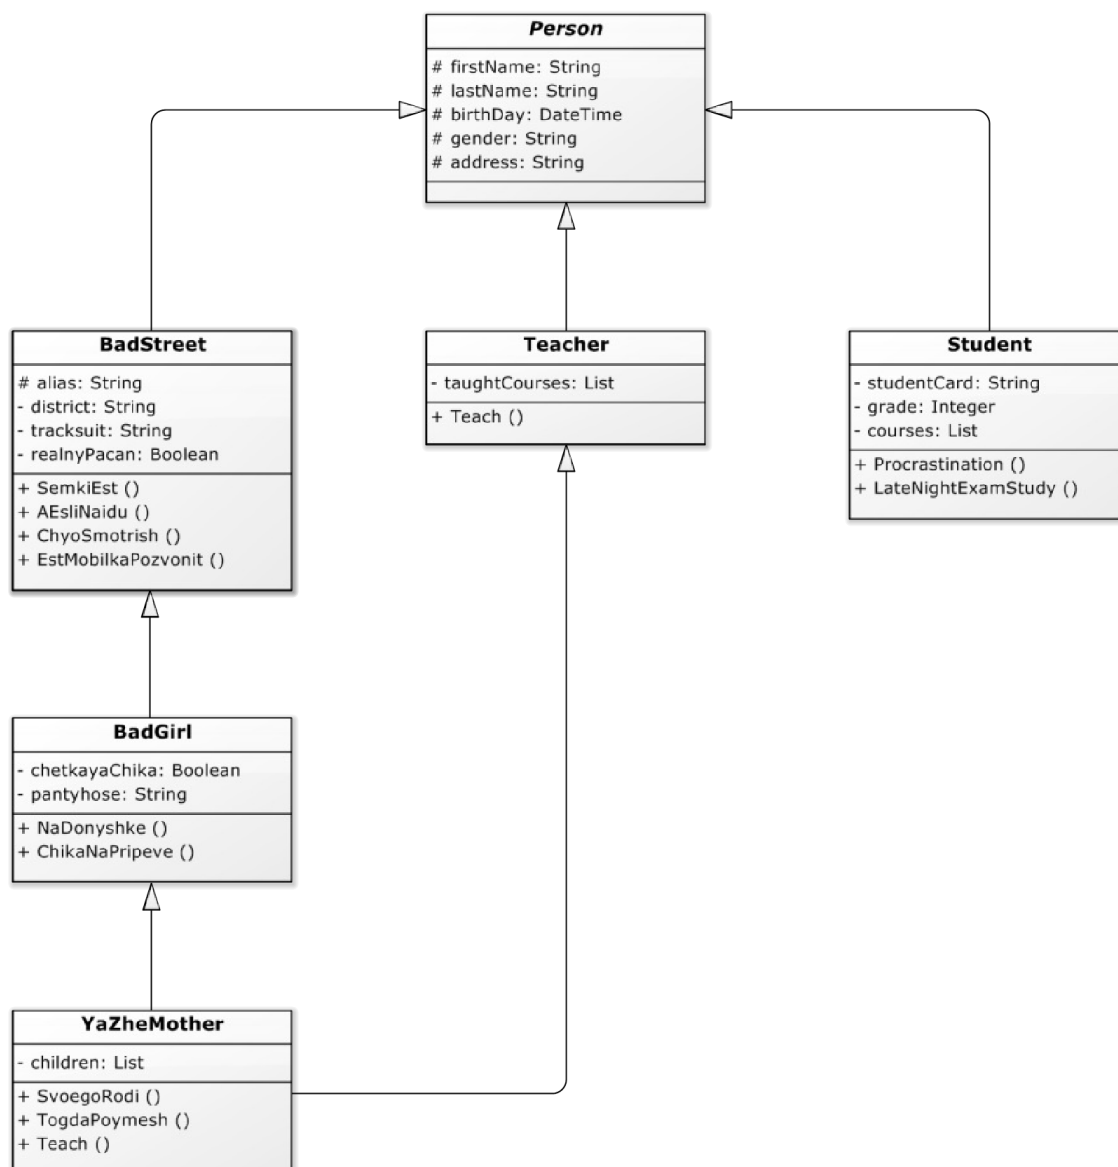 Person
# firstName: String
# lastName: String
# birthDay: DateTime
# gender: String
# address: String
BadStreet
# alias: String
- district: String
- tracksuit: String
- realnyPacan: Boolean
+ SemkiEst ()
+ AEsliNaidu ()
+ ChyoSmotrish ()
+ EstMobilkaPozvonit ()
Teacher
- taughtCourses: List
+ Teach ()
Student
- studentCard: String
- grade: Integer
- courses: List
+ Procrastination ()
+ LateNightExamStudy ()
BadGirl
- chetkayaChika: Boolean
- pantyhose: String
+ NaDonyshke ()
+ ChikaNaPripeve ()
YaZheMother
- children: List
+ SvoegoRodi ()
+ TogdaPoymesh ()
+ Teach ()